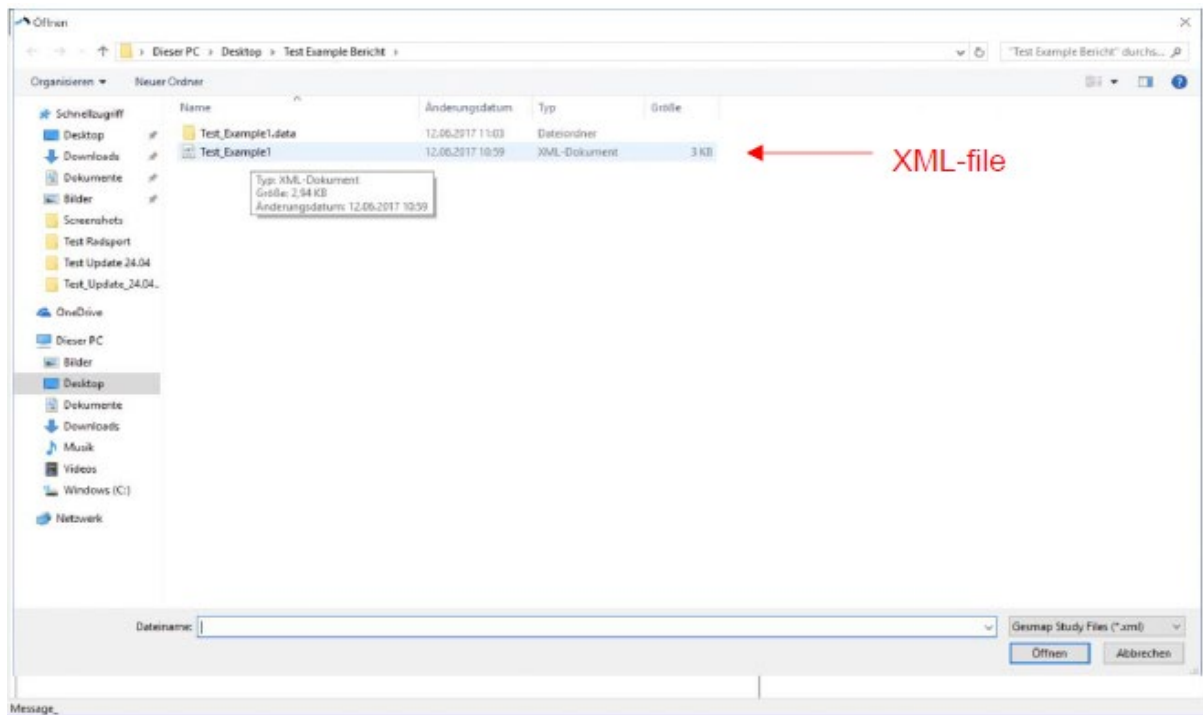 Öffnen
Dieser PC › Desktop › Test Example Bericht ›
"Test Example Bericht" durchs...
Organisieren
Neuer Ordner
Name Änderungsdatum Typ Größe
Test_Example1.data 12.06.2017 11:03 Dateiordner
Test_Example1 12.06.2017 10:59 XML-Dokument 3 KB
XML-file
Typ: XML-Dokument
Größe: 2,94 KB
Änderungsdatum: 12.06.2017 10:59
Schnellzugriff
Desktop
Downloads
Dokumente
Bilder
Screenshots
Test Radsport
Test Update 24.04
Test_Update_24.04..
OneDrive
Dieser PC
Bilder
Desktop
Dokumente
Downloads
Musik
Videos
Windows (C:)
Netzwerk
Dateiname:
Gesmap Study Files (*.xml)
Öffnen
Abbrechen
Message_